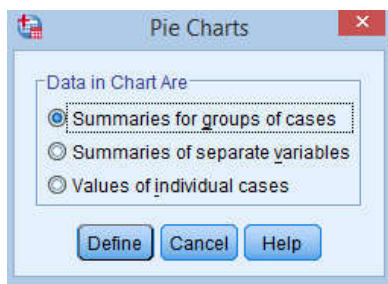 Pie Charts
Data in Chart Are
Summaries for groups of cases
Summaries of separate variables
Values of individual cases
Define Cancel Help